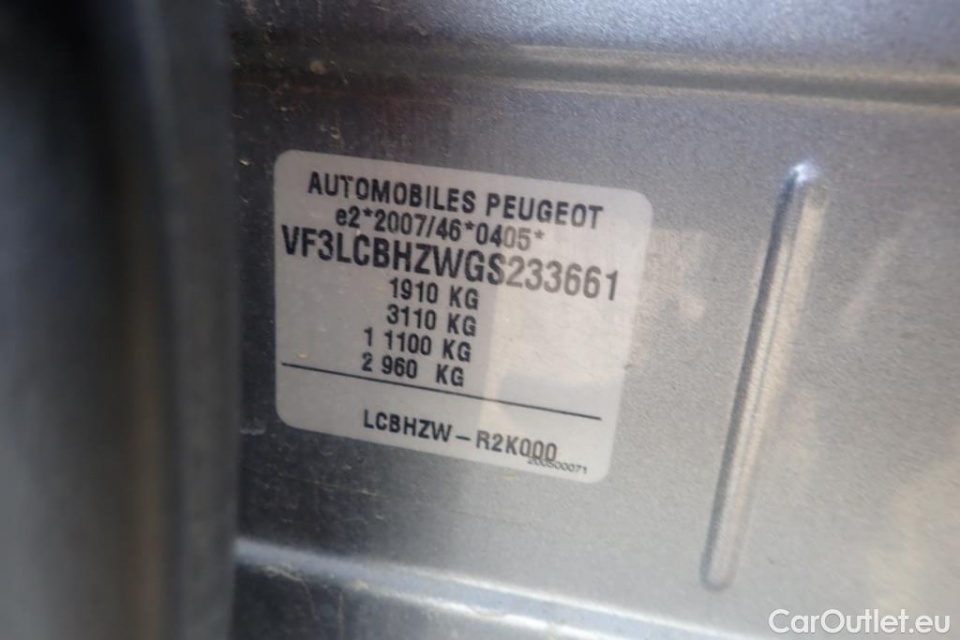 AUTOMOBILES PEUGEOT
e2*2007/46*0405*
VF3LCBHZWGS233661
1910 KG
3110 KG
1 1100 KG
2 960 KG
LCBHZW - R2K000
200500071
CarOutlet.eu